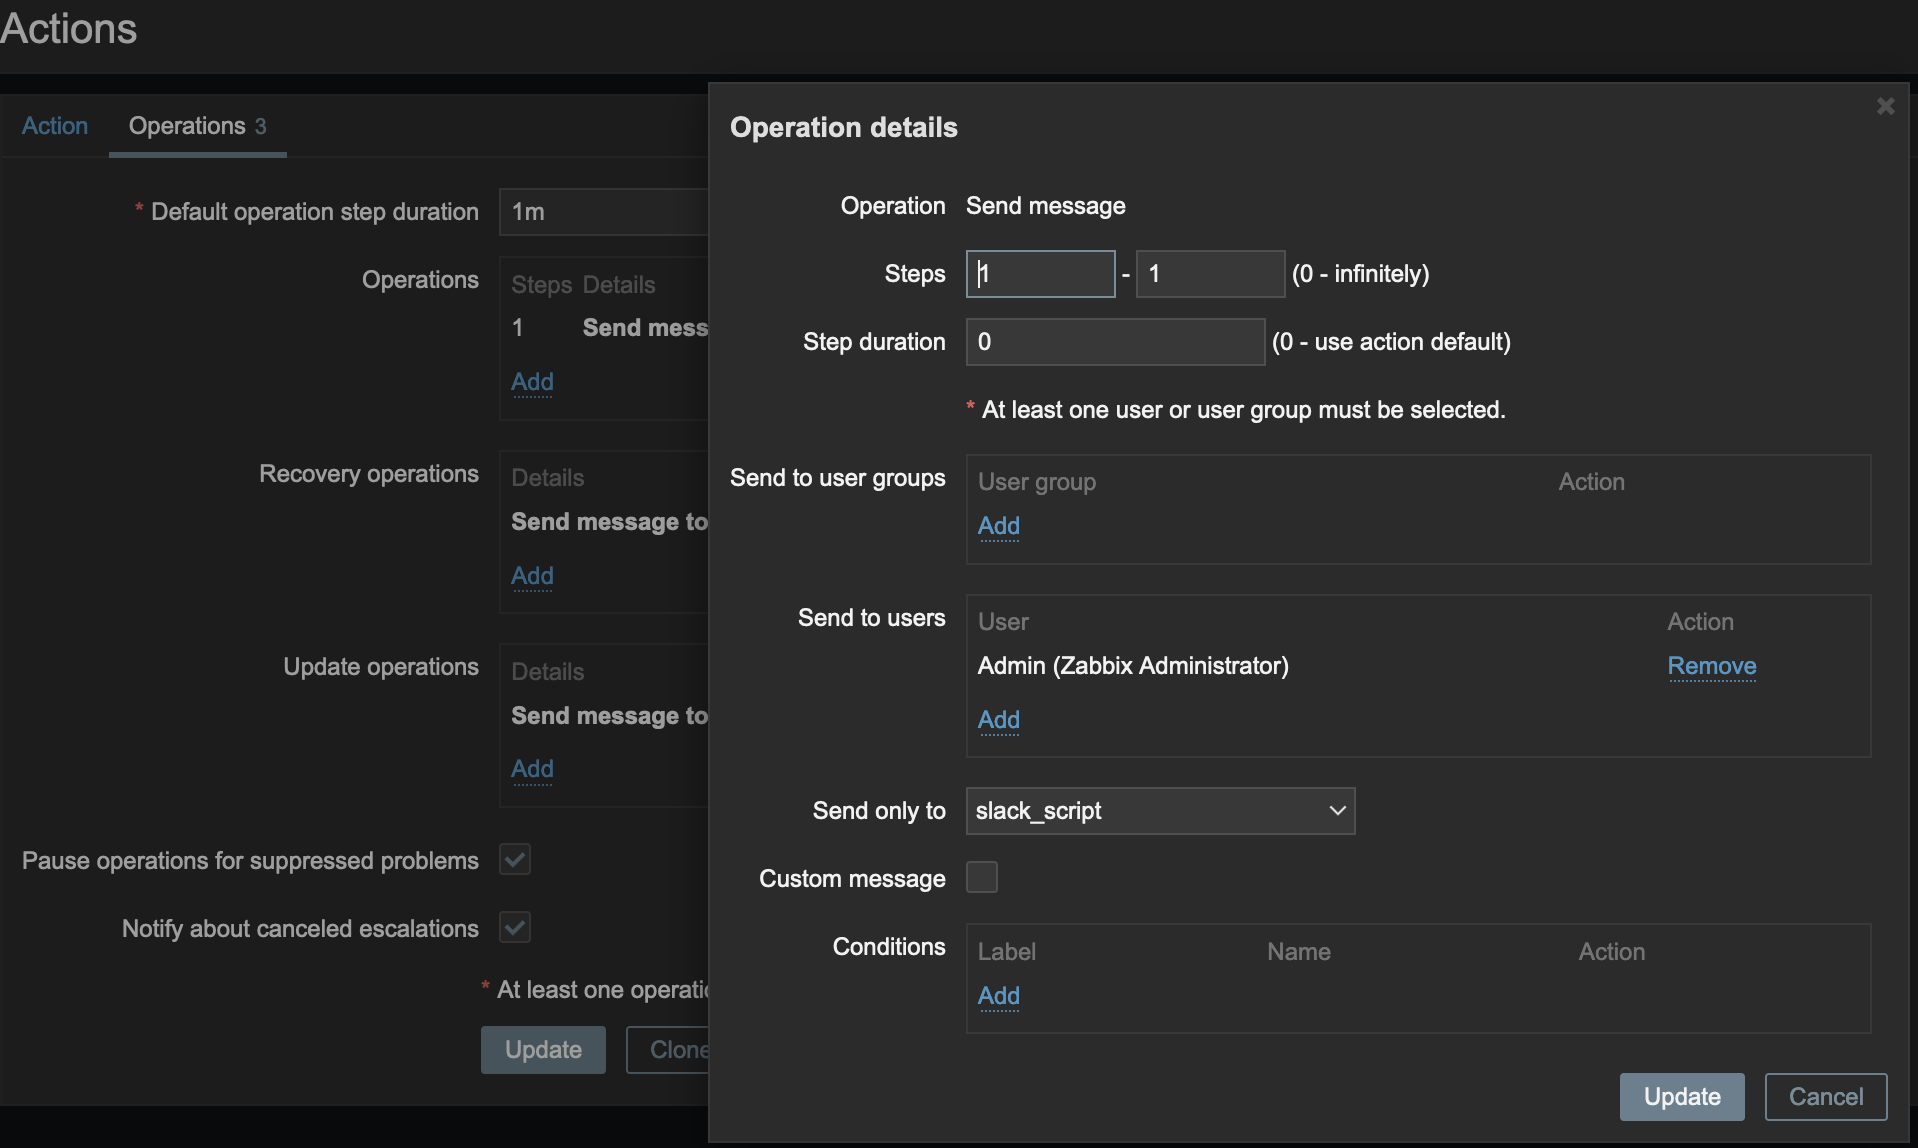 Actions
Action Operations 3
* Default operation step duration 1m
Operations
Steps Details
1 Send mess
Add
Recovery operations
Details
Send message to
Add
Update operations
Details
Send message to
Add
Pause operations for suppressed problems
Notify about canceled escalations
* At least one operatio
Update Clone
Operation details
Operation Send message
Steps 1 - 1 (0 - infinitely)
Step duration 0 (0 - use action default)
* At least one user or user group must be selected.
Send to user groups
User group Action
Add
Send to users
User Action
Admin (Zabbix Administrator) Remove
Add
Send only to slack_script
Custom message
Conditions
Label Name Action
Add
Update Cancel